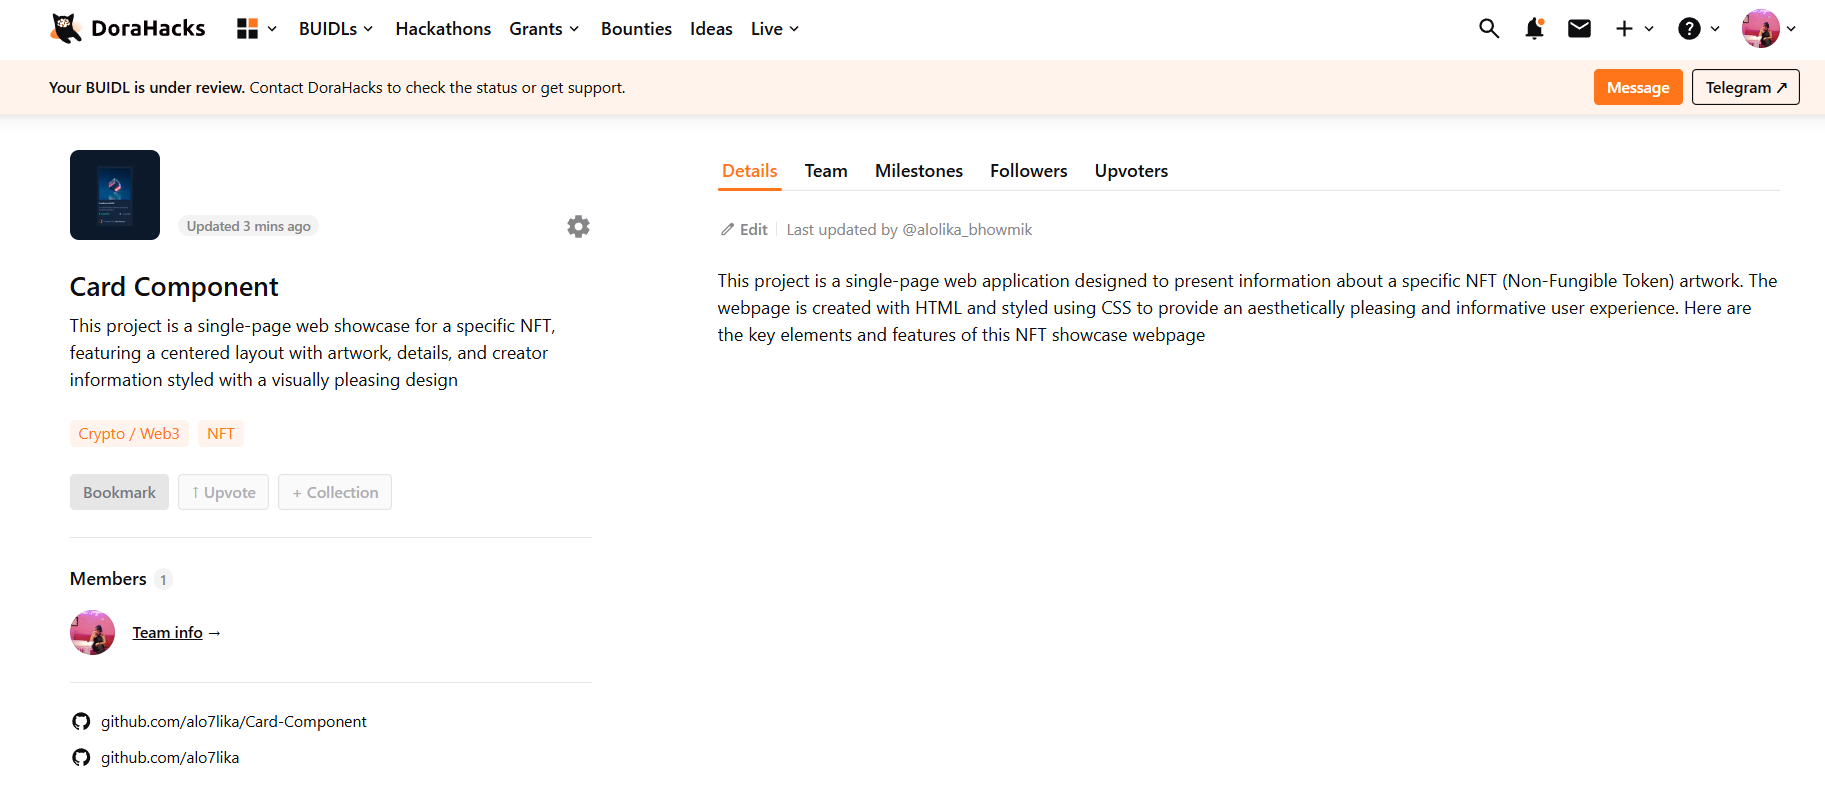 DoraHacks
BUIDLs
Hackathons
Grants
Bounties
Ideas
Live
Your BUIDL is under review. Contact DoraHacks to check the status or get support.
Message
Telegram ↗
Updated 3 mins ago
Card Component
This project is a single-page web showcase for a specific NFT,
featuring a centered layout with artwork, details, and creator
information styled with a visually pleasing design
Crypto / Web3
NFT
Bookmark
↑ Upvote
+ Collection
Members 1
Team info →
github.com/alo7lika/Card-Component
github.com/alo7lika
Details
Team
Milestones
Followers
Upvoters
Edit
Last updated by @alolika_bhowmik
This project is a single-page web application designed to present information about a specific NFT (Non-Fungible Token) artwork. The
webpage is created with HTML and styled using CSS to provide an aesthetically pleasing and informative user experience. Here are
the key elements and features of this NFT showcase webpage